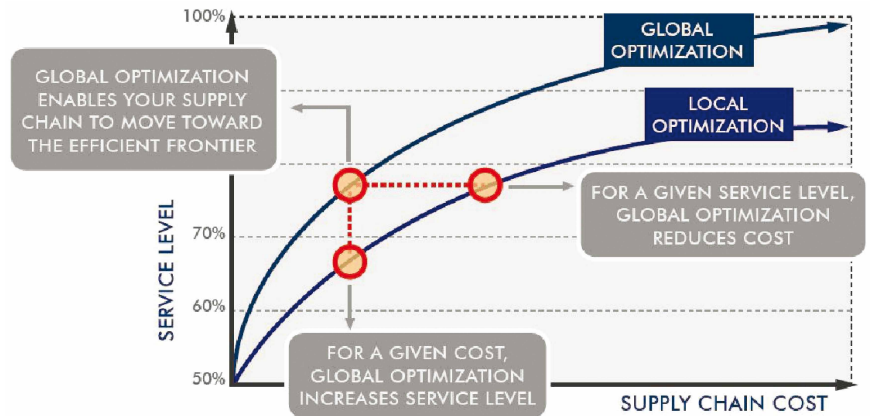 100%
GLOBAL
OPTIMIZATION
GLOBAL OPTIMIZATION
ENABLES YOUR SUPPLY
CHAIN TO MOVE TOWARD
THE EFFICIENT FRONTIER
LOCAL
OPTIMIZATION
FOR A GIVEN SERVICE LEVEL,
GLOBAL OPTIMIZATION
REDUCES COST
SERVICE LEVEL
70%
60%
50%
FOR A GIVEN COST,
GLOBAL OPTIMIZATION
INCREASES SERVICE LEVEL
SUPPLY CHAIN COST